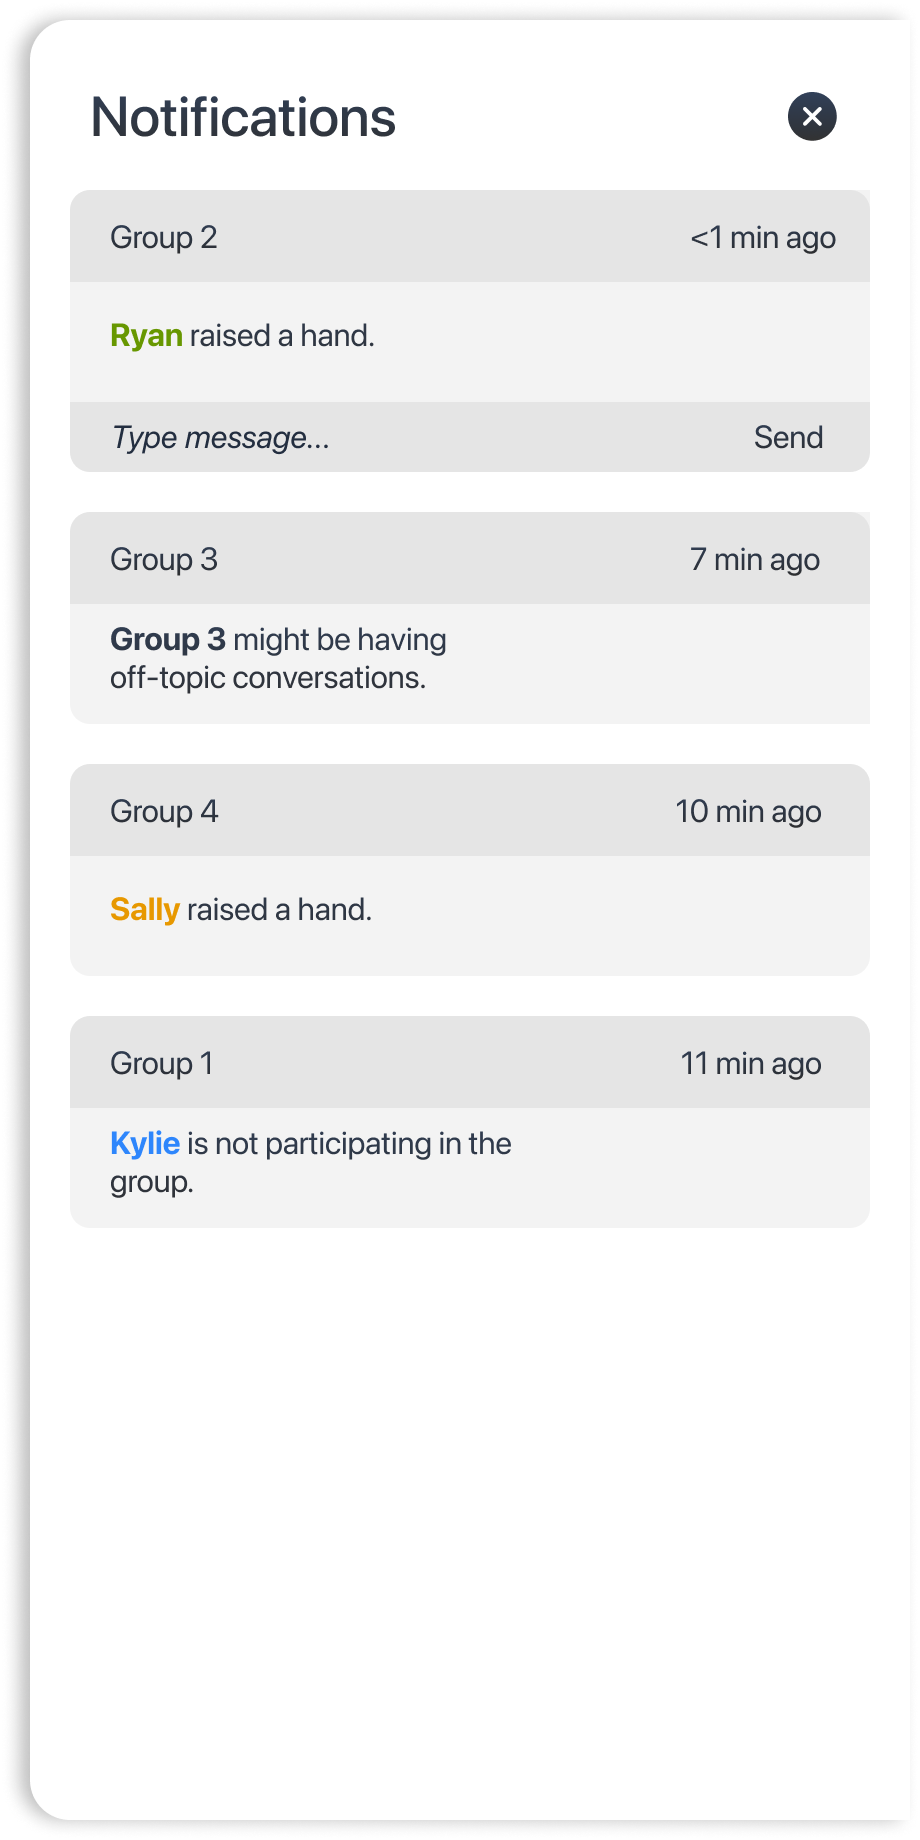 Notifications
Group 2 <1 min ago
Ryan raised a hand.
Type message... Send
Group 3 7 min ago
Group 3 might be having
off-topic conversations.
Group 4 10 min ago
Sally raised a hand.
Group 1 11 min ago
Kylie is not participating in the
group.